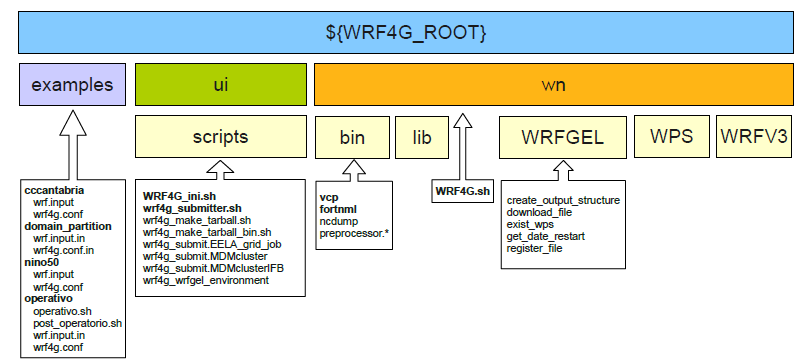 ${WRF4G_ROOT}
examples
ui
wn
scripts
bin
lib
WRFGEL
WPS
WRFV3
cccantabria
wrf.input
wrf4g.conf
domain_partition
wrf.input.in
wrf4g.conf.in
nino50
wrf.input
wrf4g.conf
operativo
operativo.sh
post_operatorio.sh
wrf.input.in
wrf4g.conf
WRF4G_ini.sh
wrf4g_submitter.sh
wrf4g_make_tarball.sh
wrf4g_make_tarball_bin.sh
wrf4g_submit.EELA_grid_job
wrf4g_submit.MDMcluster
wrf4g_submit.MDMclusterIFB
wrf4g_wrfgel_environment
vcp
fortnml
ncdump
preprocessor.*
WRF4G.sh
create_output_structure
download_file
exist_wps
get_date_restart
register_file